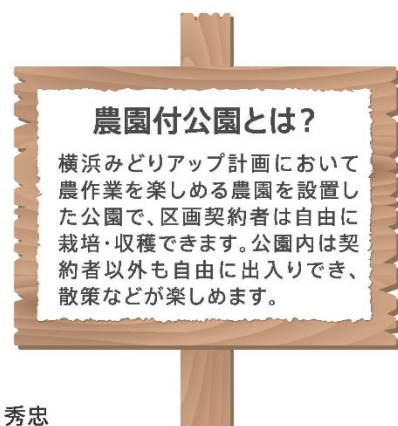 農園付公園とは?
横浜みどりアップ計画において
農作業を楽しめる農園を設置し
た公園で、区画契約者は自由に
栽培・収穫できます。公園内は契
約者以外も自由に出入りでき、
散策などが楽しめます。
秀忠